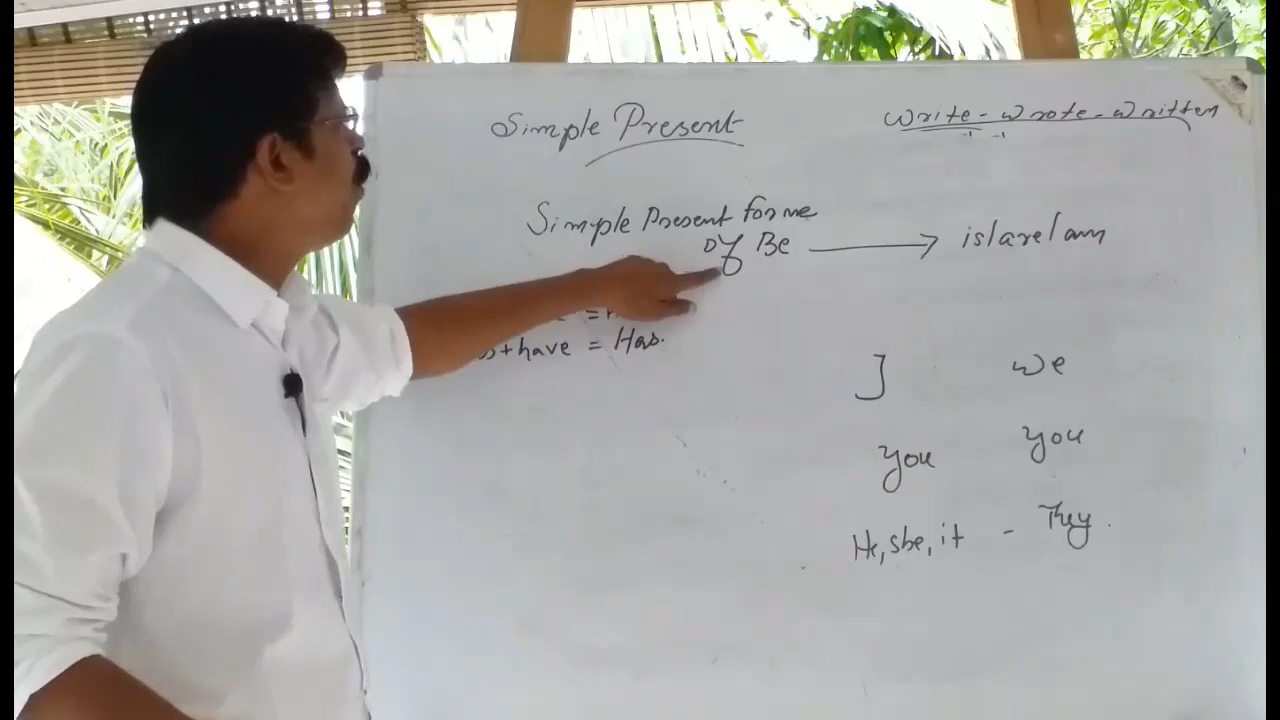 Simple Present
Write - Wrote - Written
Simple Present forme
of Be → is/are/am
+have = Has.
I we
You You
He, she, it - They.